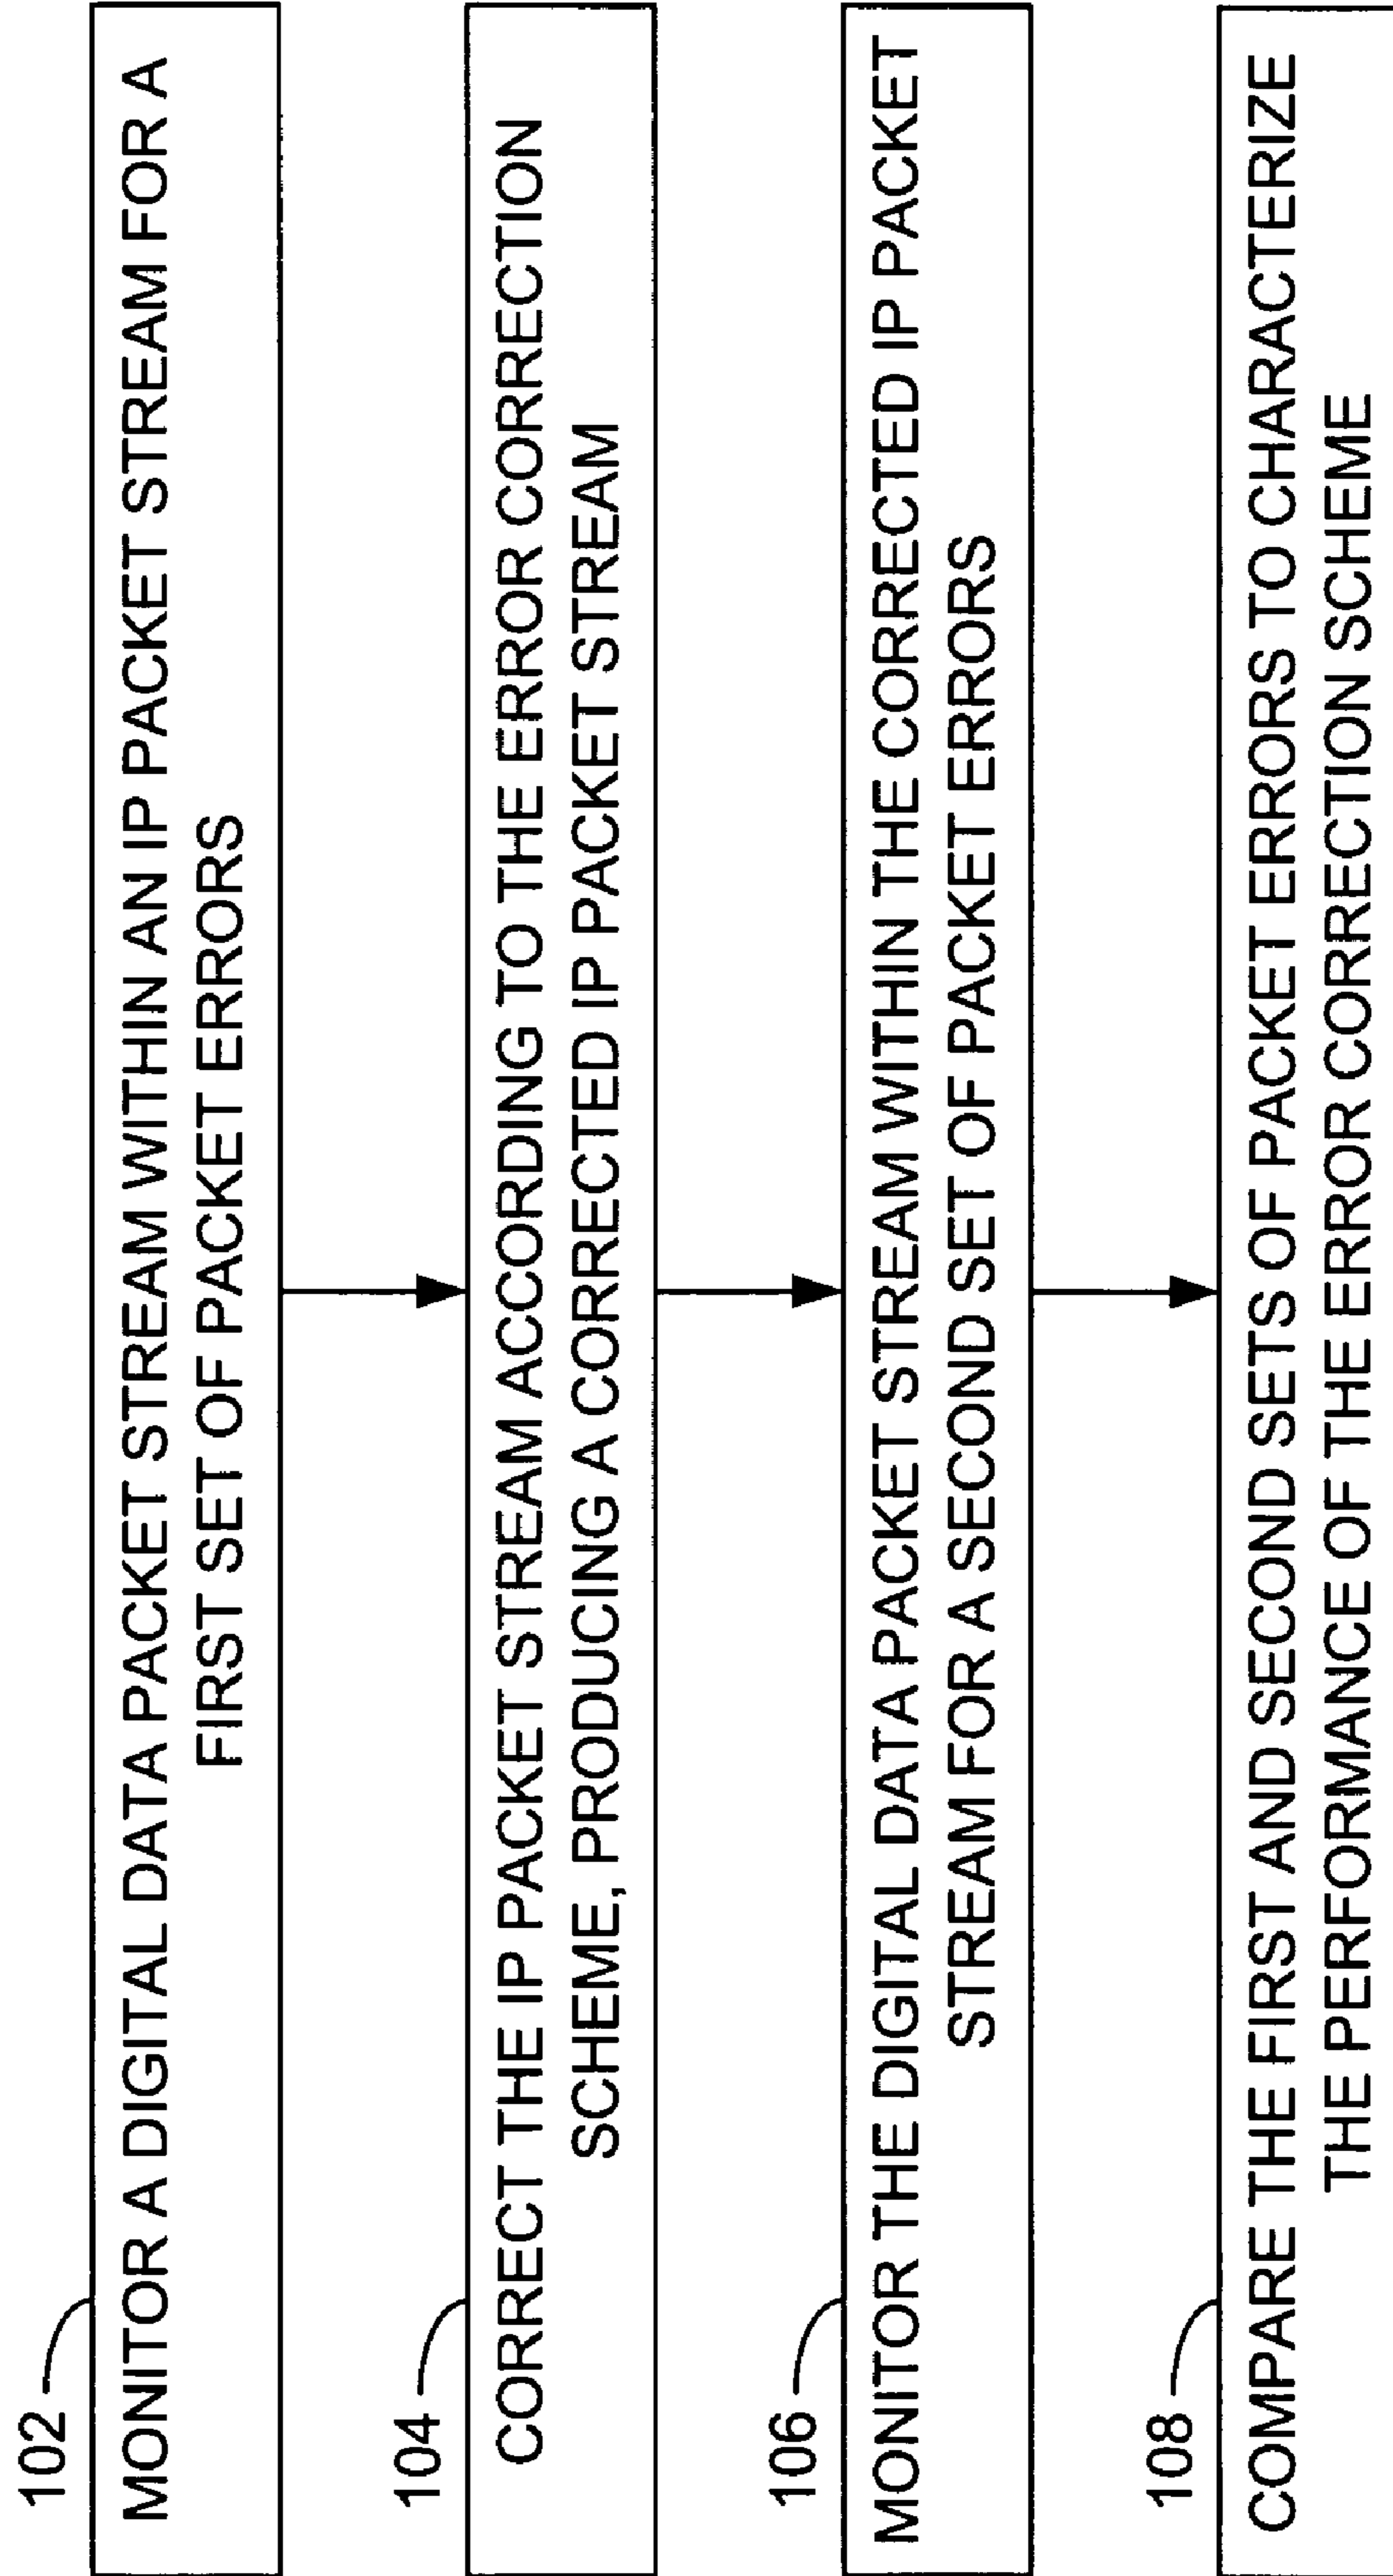 102
MONITOR A DIGITAL DATA PACKET STREAM WITHIN AN IP PACKET STREAM FOR A
FIRST SET OF PACKET ERRORS
104
CORRECT THE IP PACKET STREAM ACCORDING TO THE ERROR CORRECTION
SCHEME, PRODUCING A CORRECTED IP PACKET STREAM
106
MONITOR THE DIGITAL DATA PACKET STREAM WITHIN THE CORRECTED IP PACKET
STREAM FOR A SECOND SET OF PACKET ERRORS
108
COMPARE THE FIRST AND SECOND SETS OF PACKET ERRORS TO CHARACTERIZE
THE PERFORMANCE OF THE ERROR CORRECTION SCHEME